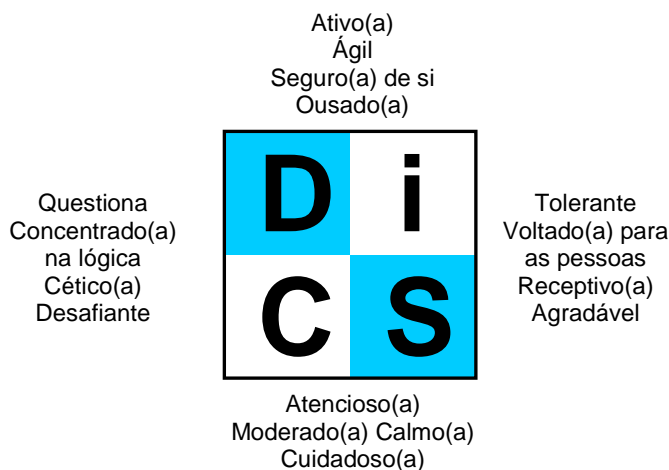 Ativo(a)
Ágil
Seguro(a) de si
Ousado(a)
D i
Questiona
Concentrado(a)
na lógica
Cético(a)
Desafiante
Tolerante
Voltado(a) para
as pessoas
Receptivo(a)
Agradável
C S
Atencioso(a)
Moderado(a) Calmo(a)
Cuidadoso(a)